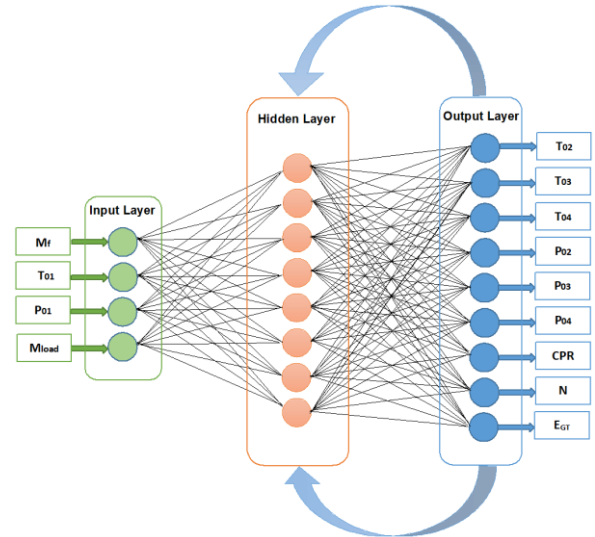 Input Layer
Hidden Layer
Output Layer
Mf
T01
P01
Mload
T02
T03
T04
P02
P03
P04
CPR
N
EGT